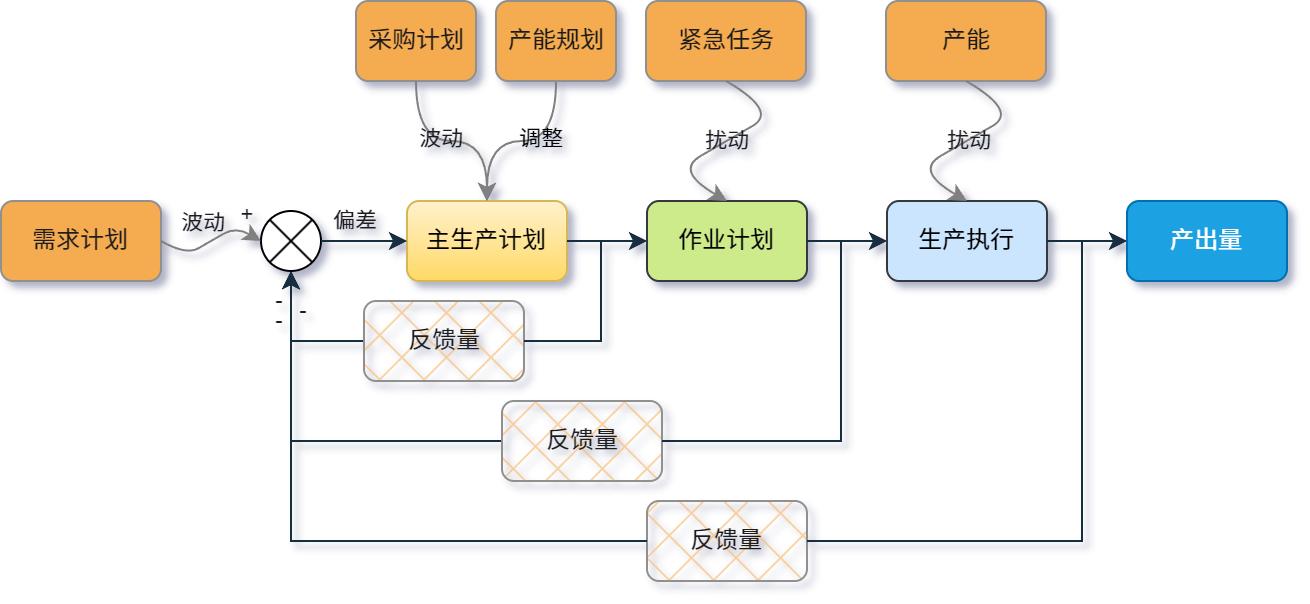 采购计划
产能规划
紧急任务
产能
波动
调整
扰动
扰动
需求计划
波动
+
偏差
主生产计划
作业计划
生产执行
产出量
-
-
-
反馈量
反馈量
反馈量